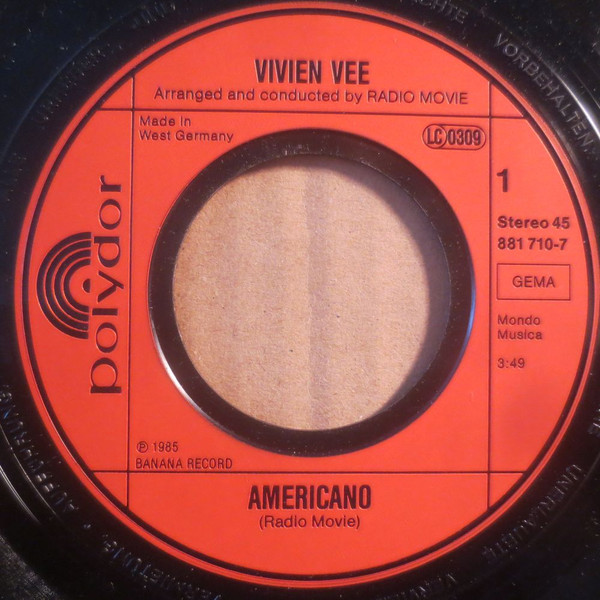 VIVIEN VEE
Arranged and conducted by RADIO MOVIE
Made in
West Germany
LC 0309
1
Stereo 45
881 710-7
GEMA
Mondo
Musica
3:49
polydor
℗ 1985
BANANA RECORD
AMERICANO
(Radio Movie)
VORBEHALTEN